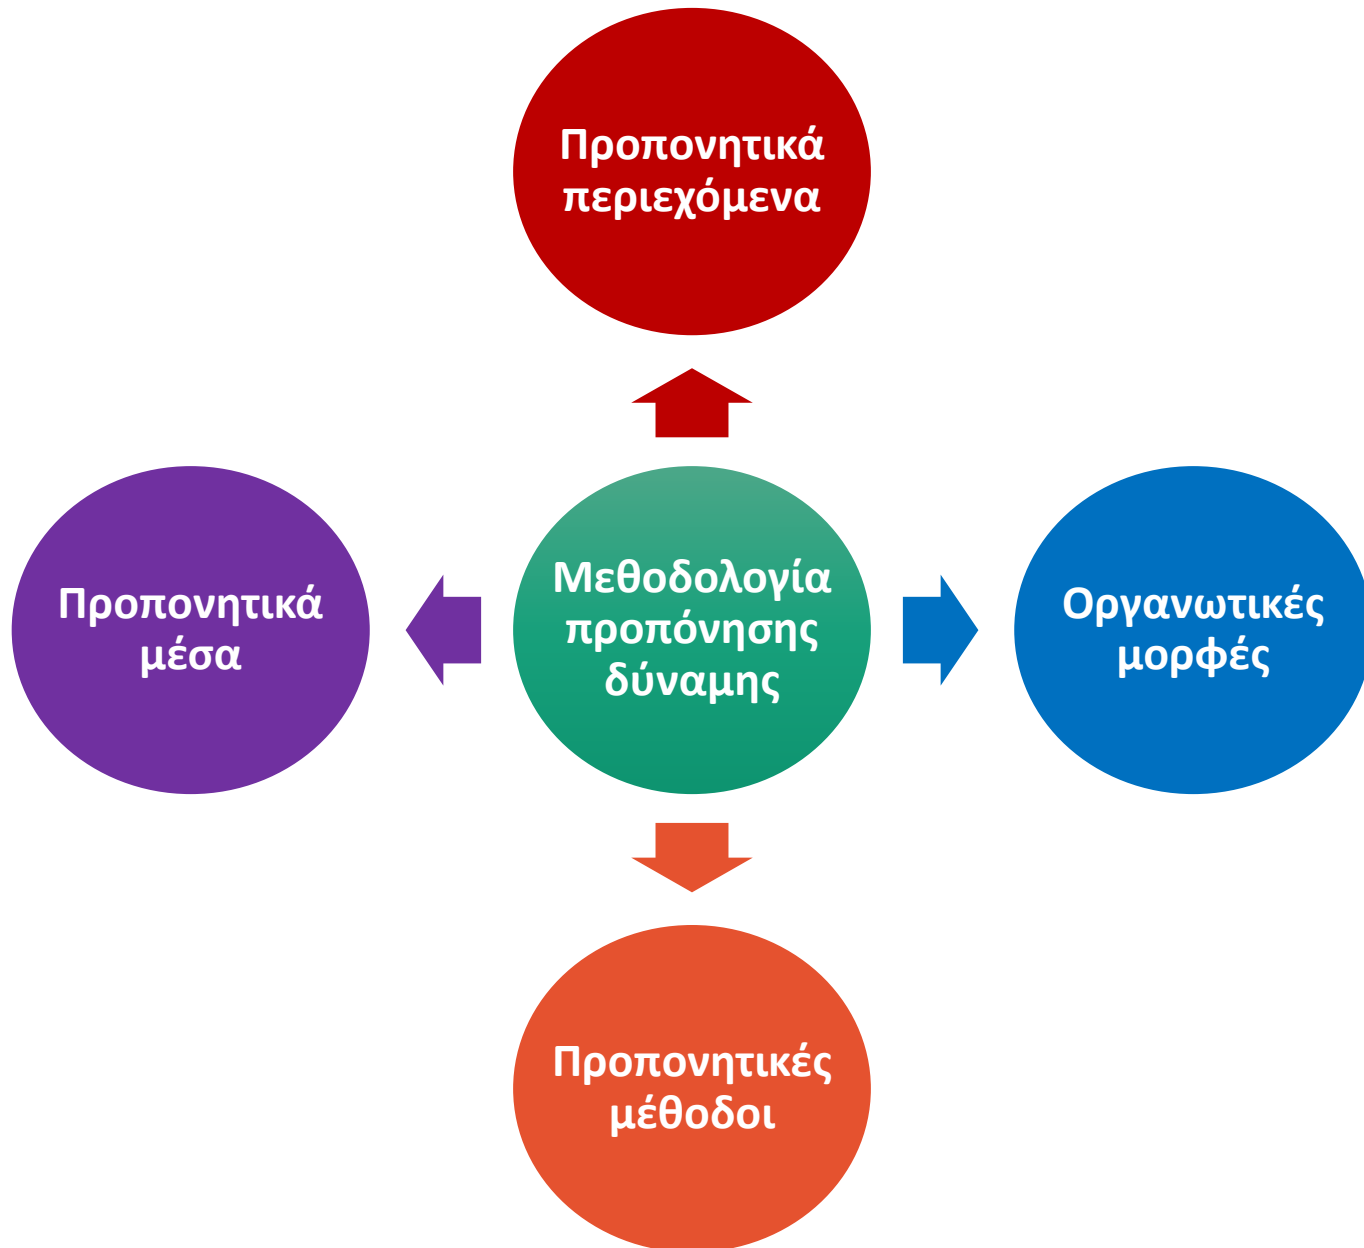 Προπονητικά
περιεχόμενα
Προπονητικά
μέσα
Μεθοδολογία
προπόνησης
δύναμης
Οργανωτικές
μορφές
Προπονητικές
μέθοδοι